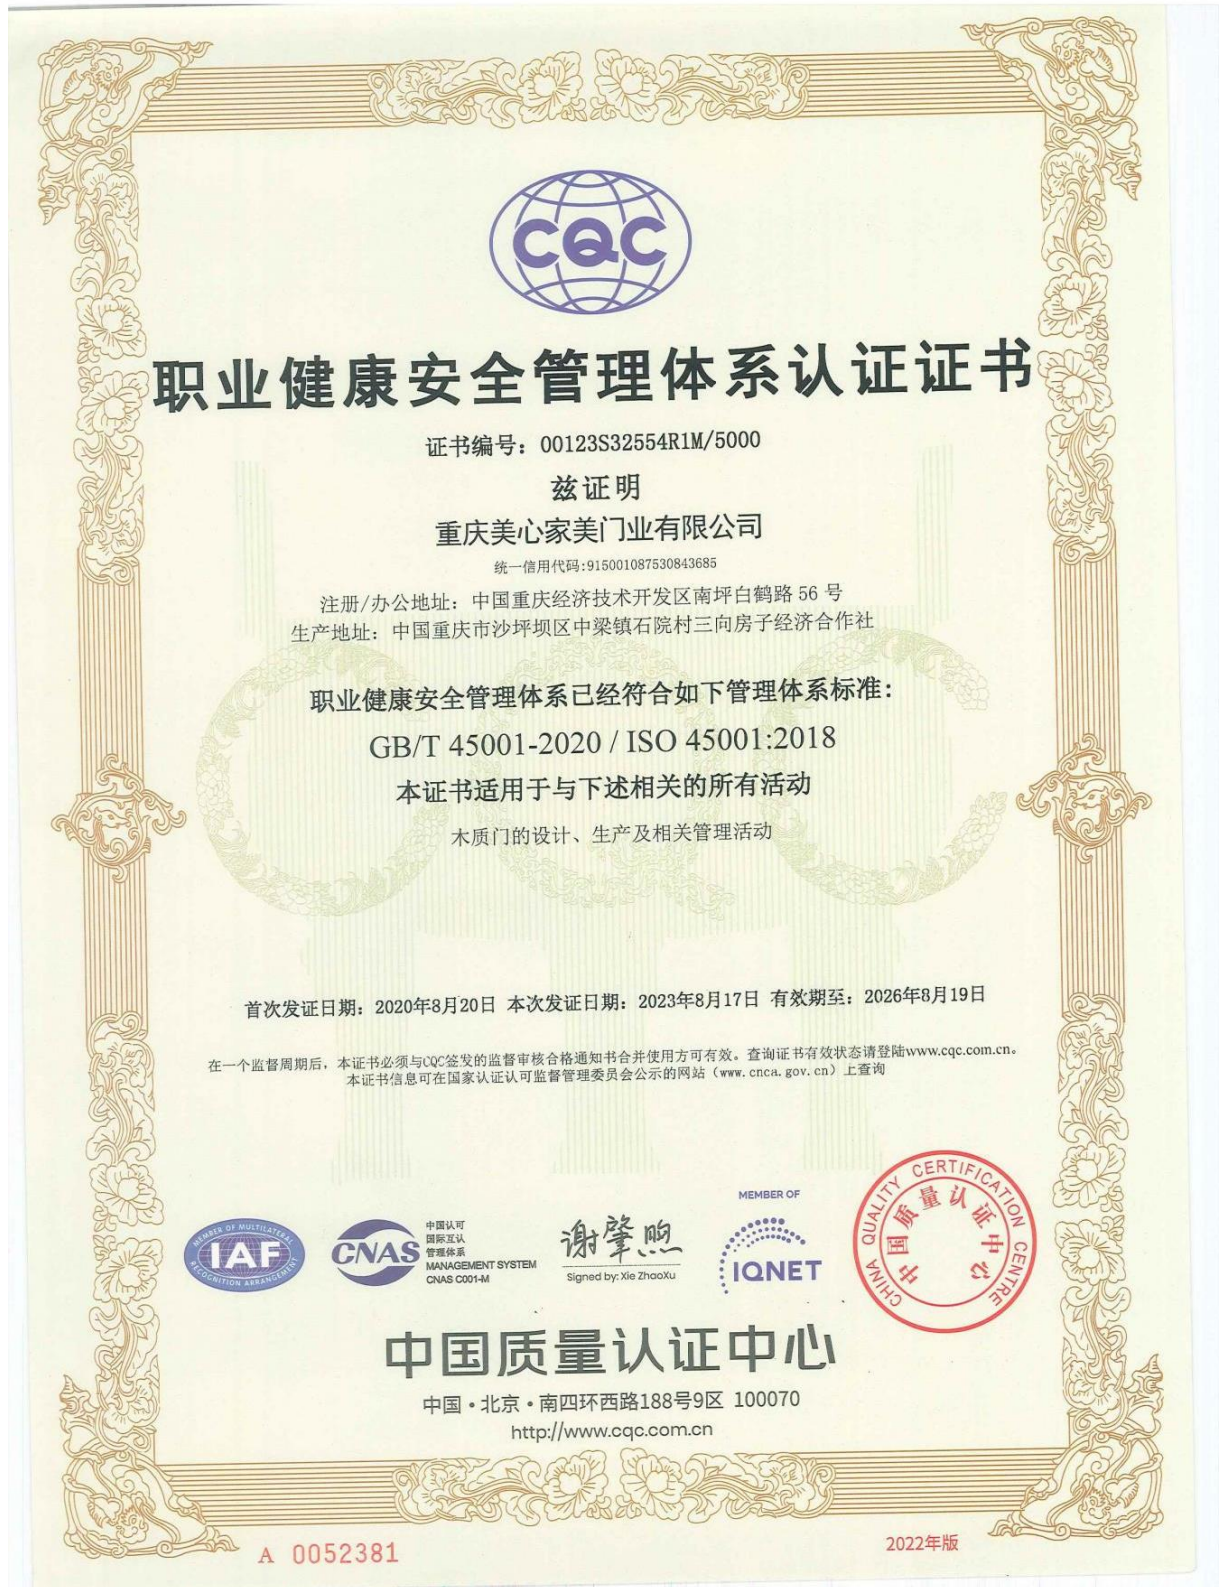 CQC
职业健康安全管理体系认证证书
证书编号：00123S32554R1M/5000
兹证明
重庆美心家美门业有限公司
统一信用代码:915001087530843685
注册/办公地址：中国重庆经济技术开发区南坪白鹤路 56 号
生产地址：中国重庆市沙坪坝区中梁镇石院村三向房子经济合作社
职业健康安全管理体系已经符合如下管理体系标准：
GB/T 45001-2020 / ISO 45001:2018
本证书适用于与下述相关的所有活动
木质门的设计、生产及相关管理活动
首次发证日期：2020年8月20日 本次发证日期：2023年8月17日 有效期至：2026年8月19日
在一个监督周期后，本证书必须与CQC签发的监督审核合格通知书合并使用方可有效。查询证书有效状态请登陆www.cqc.com.cn。
本证书信息可在国家认证认可监督管理委员会公示的网站（www.cnca.gov.cn）上查询
MEMBER OF MULTILATERAL
IAF
RECOGNITION ARRANGEMENT
CNAS
中国认可
国际互认
管理体系
MANAGEMENT SYSTEM
CNAS C001-M
谢肇煦
Signed by: Xie ZhaoXu
MEMBER OF
IQNET
CHINA QUALITY CERTIFICATION CENTRE
中国质量认证中心
中国质量认证中心
中国·北京·南四环西路188号9区 100070
http://www.cqc.com.cn
A 0052381
2022年版